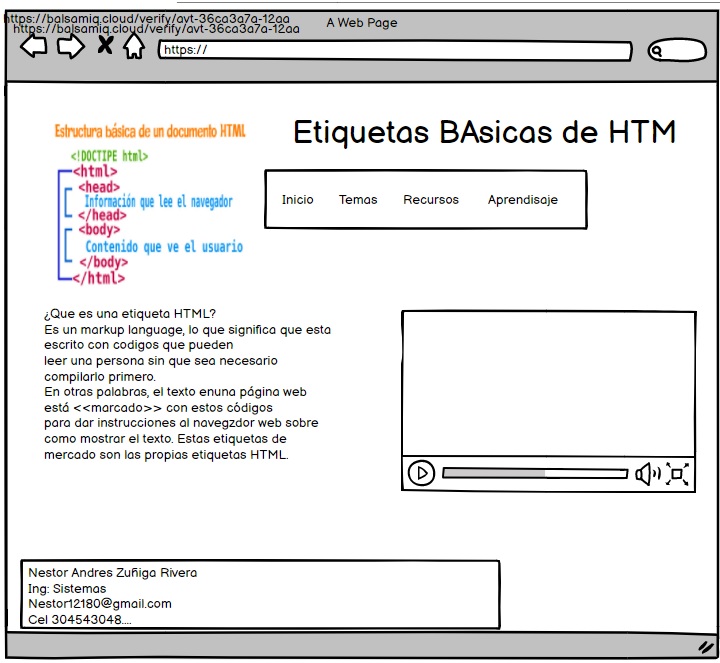 https://balsamiq.cloud/verify/avt-36ca3a7a-12aa
https://balsamiq.cloud/verify/avt-36ca3a7a-12aa
A Web Page
https://
Estructura básica de un documento HTML
<!DOCTIPE html>
<html>
<head>
Información que lee el navegador
</head>
<body>
Contenido que ve el usuario
</body>
</html>
Etiquetas BAsicas de HTM
Inicio Temas Recursos Aprendisaje
¿Que es una etiqueta HTML?
Es un markup language, lo que significa que esta
escrito con codigos que pueden
leer una persona sin que sea necesario
compilarlo primero.
En otras palabras, el texto enuna página web
está <<marcado>> con estos códigos
para dar instrucciones al navegzdor web sobre
como mostrar el texto. Estas etiquetas de
mercado son las propias etiquetas HTML.
Nestor Andres Zuñiga Rivera
Ing: Sistemas
Nestor12180@gmail.com
Cel 304543048....